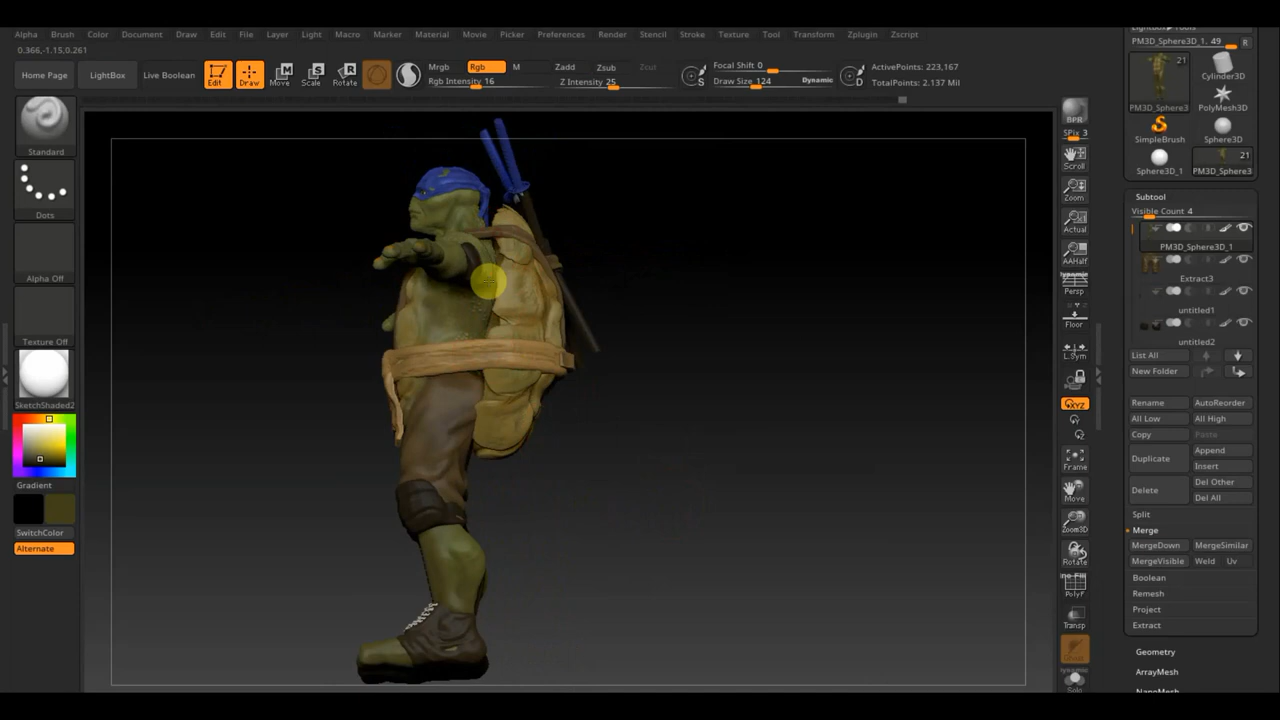 Alpha Brush Color Document Draw Edit File Layer Light Macro Marker Material Movie Picker Preferences Render Stencil Stroke Texture Tool Transform Zplugin Zscript
0.366,-1.15,0.261
Home Page
LightBox
Live Boolean
Edit
Draw
Move
Scale
Rotate
Mrgb Rgb M
Rgb Intensity 16
Zadd Zsub Zcut
Z Intensity 25
S
Focal Shift 0
Draw Size 124 Dynamic
D
ActivePoints: 223,167
TotalPoints: 2.137 Mil
Standard
Dots
Alpha Off
Texture Off
SketchShaded2
Gradient
SwitchColor
Alternate
BPR
SPix 3
Scroll
Zoom
Actual
AAHalf
Dynamic
Persp
Floor
L.Sym
XYZ
Frame
Move
Zoom3D
Rotate
PolyF
Transp
Solo
PM3D_Sphere3D_1. 49 R
21
PM3D_Sphere3
Cylinder3D
PolyMesh3D
SimpleBrush
Sphere3D
Sphere3D_1
21
PM3D_Sphere3
Subtool
Visible Count 4
PM3D_Sphere3D_1
Extract3
untitled1
untitled2
List All
New Folder
Rename AutoReorder
All Low All High
Copy Paste
Duplicate
Append
Insert
Delete
Del Other
Del All
Split
Merge
MergeDown MergeSimilar
MergeVisible Weld Uv
Boolean
Remesh
Project
Extract
Geometry
ArrayMesh